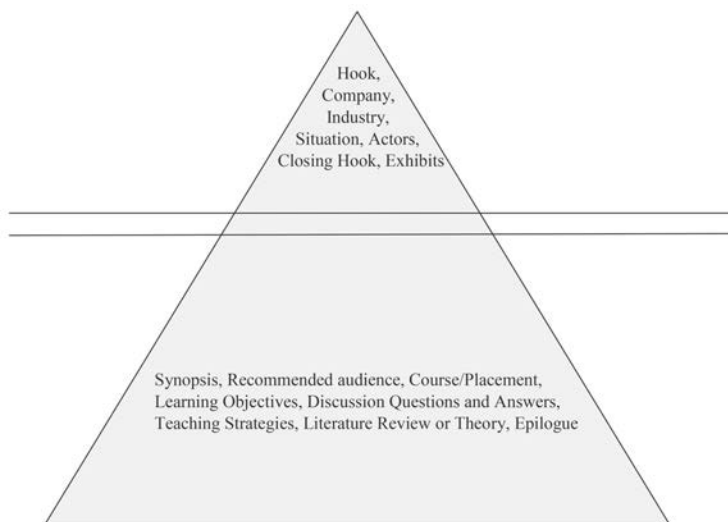 Hook,
Company,
Industry,
Situation, Actors,
Closing Hook, Exhibits
Synopsis, Recommended audience, Course/Placement,
Learning Objectives, Discussion Questions and Answers,
Teaching Strategies, Literature Review or Theory, Epilogue